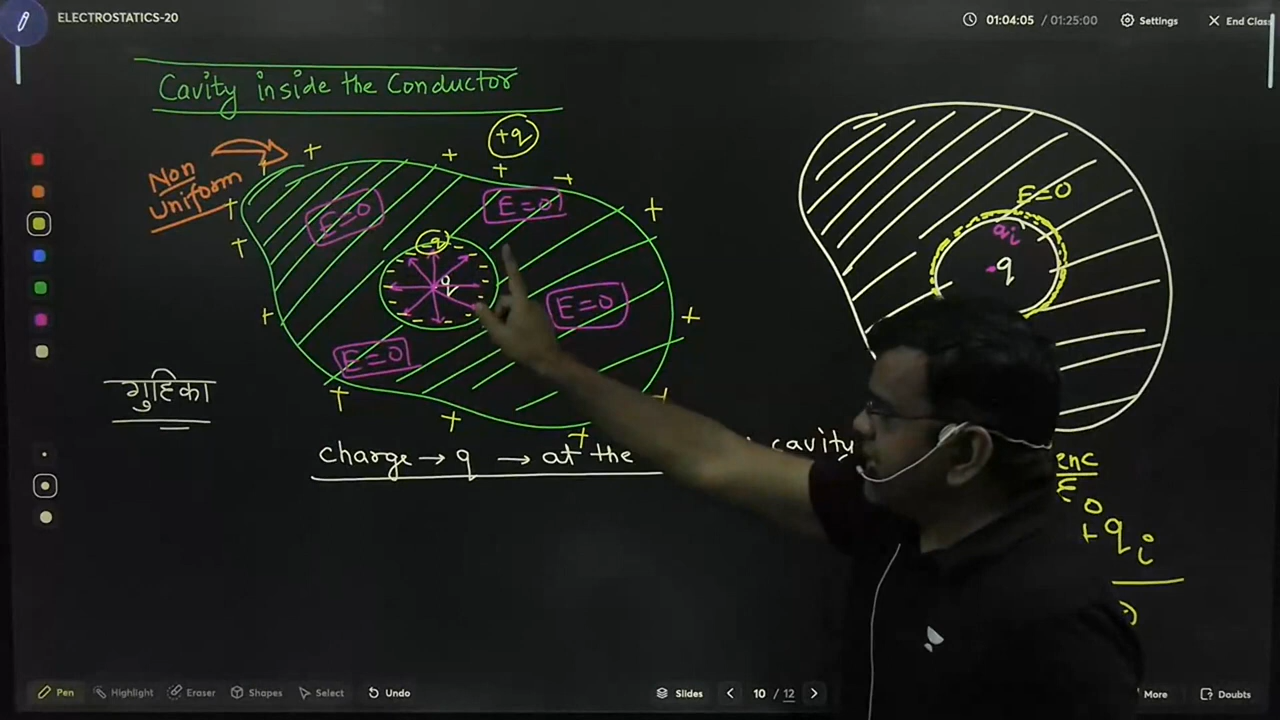 ELECTROSTATICS-20
01:04:05 / 01:25:00
Settings
End Class
Cavity inside the Conductor
+q
Non
Uniform
E=0
E=0
-q
q
E=0
E=0
E=0
qi
q
गुहिका
charge → q → at the
cavity
enc
ε0
+qi
Pen
Highlight
Eraser
Shapes
Select
Undo
Slides
10 / 12
More
Doubts